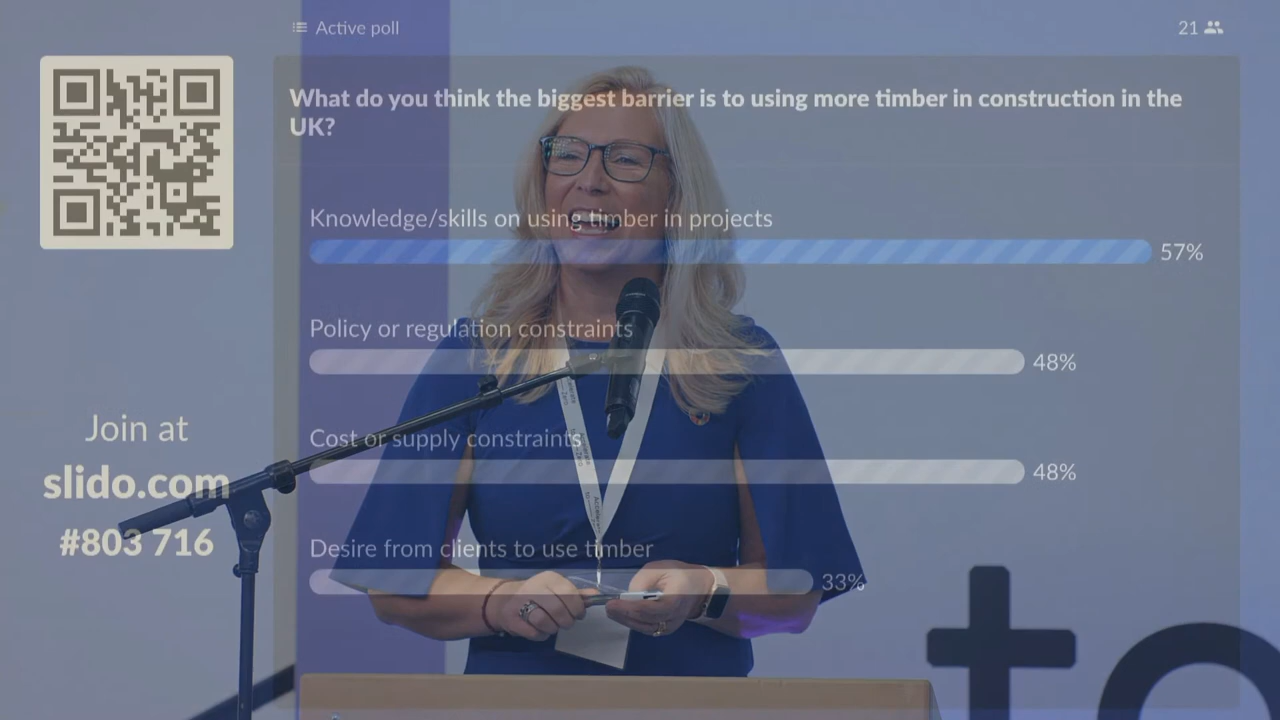 Active poll
21
What do you think the biggest barrier is to using more timber in construction in the
UK?
Knowledge/skills on using timber in projects
57%
Policy or regulation constraints
48%
Cost or supply constraints
48%
Desire from clients to use timber
33%
Join at
slido.com
#803 716
to